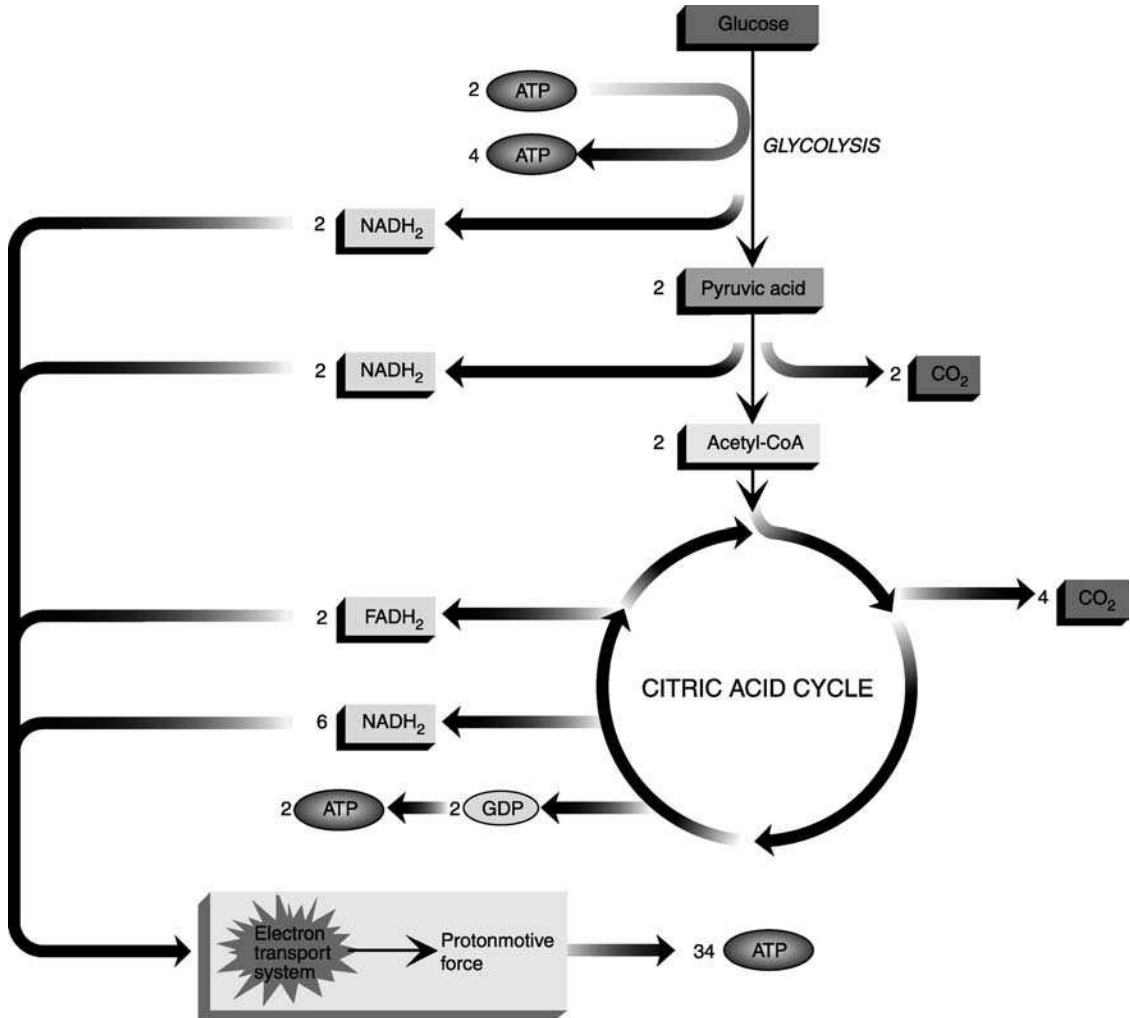 Glucose
2 ATP
4 ATP
GLYCOLYSIS
2 NADH₂
2 Pyruvic acid
2 NADH₂
2 CO₂
2 Acetyl-CoA
2 FADH₂
4 CO₂
CITRIC ACID CYCLE
6 NADH₂
2 ATP
2 GDP
Electron
transport
system
Protonmotive
force
34 ATP